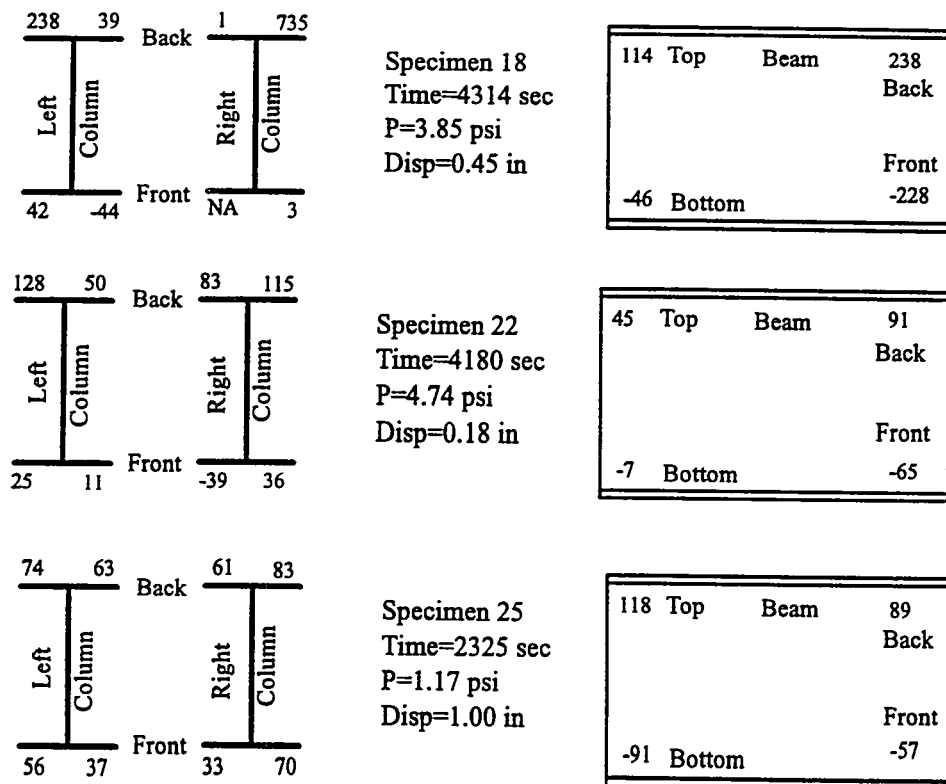 238 39 Back 1 735
Left Column Right Column
42 -44 Front NA 3
Specimen 18
Time=4314 sec
P=3.85 psi
Disp=0.45 in
114 Top Beam 238
Back
Front
-46 Bottom -228
128 50 Back 83 115
Left Column Right Column
25 11 Front -39 36
Specimen 22
Time=4180 sec
P=4.74 psi
Disp=0.18 in
45 Top Beam 91
Back
Front
-7 Bottom -65
74 63 Back 61 83
Left Column Right Column
56 37 Front 33 70
Specimen 25
Time=2325 sec
P=1.17 psi
Disp=1.00 in
118 Top Beam 89
Back
Front
-91 Bottom -57